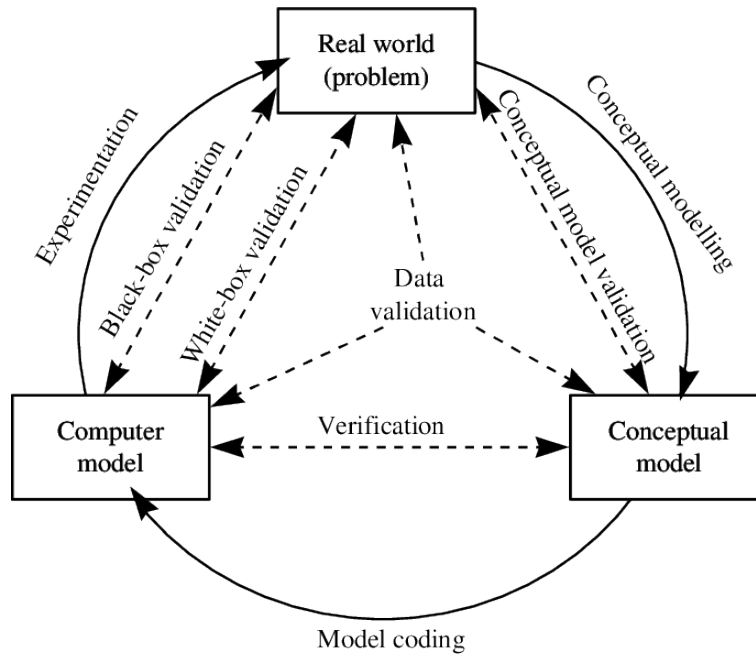 Real world
(problem)
Experimentation
Black-box validation
White-box validation
Conceptual model validation
Conceptual modelling
Data
validation
Computer
model
Verification
Conceptual
model
Model coding